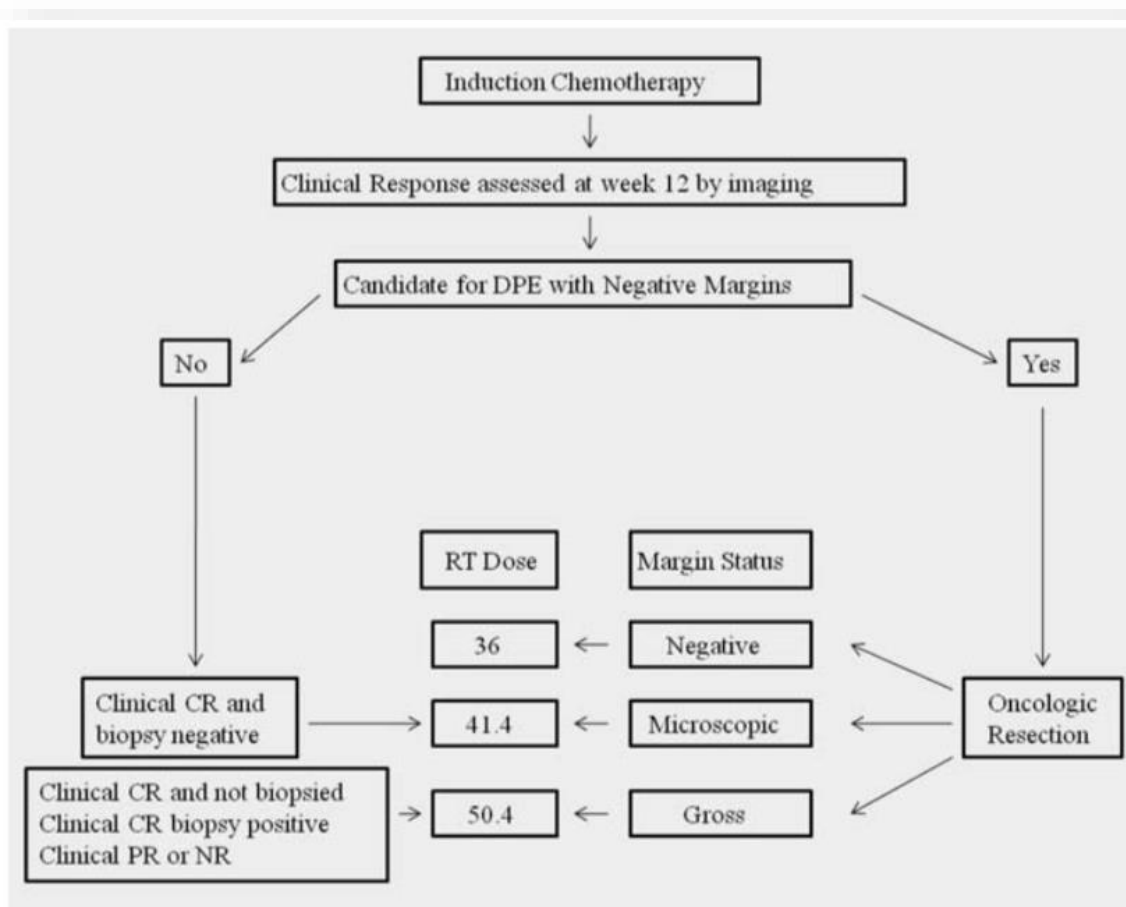 Induction Chemotherapy
Clinical Response assessed at week 12 by imaging
Candidate for DPE with Negative Margins
No
Yes
RT Dose
Margin Status
36
Negative
Clinical CR and
biopsy negative
41.4
Microscopic
Oncologic
Resection
Clinical CR and not biopsied
Clinical CR biopsy positive
Clinical PR or NR
50.4
Gross